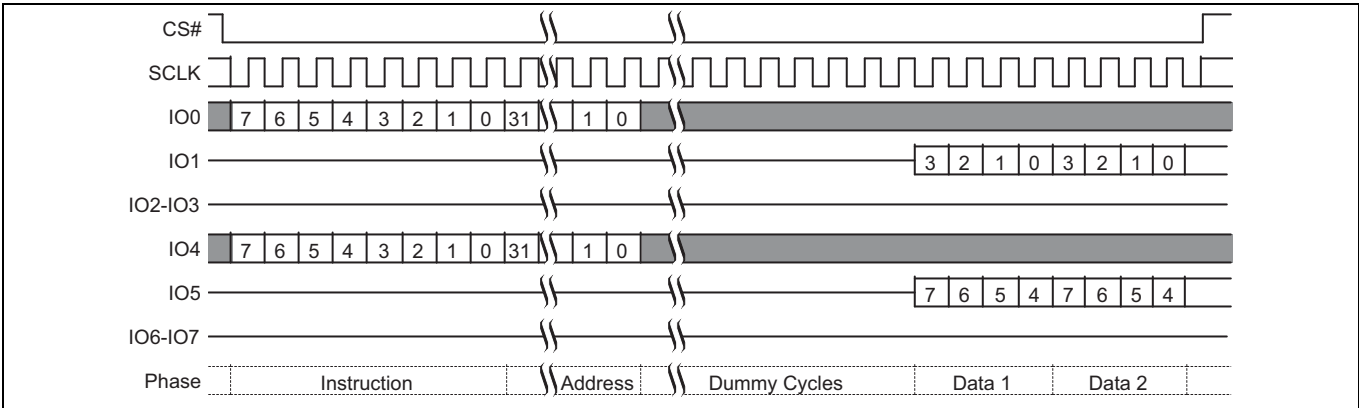 CS#
SCLK
IO0 7 6 5 4 3 2 1 0 31 1 0
IO1 3 2 1 0 3 2 1 0
IO2-IO3
IO4 7 6 5 4 3 2 1 0 31 1 0
IO5 7 6 5 4 7 6 5 4
IO6-IO7
Phase Instruction Address Dummy Cycles Data 1 Data 2